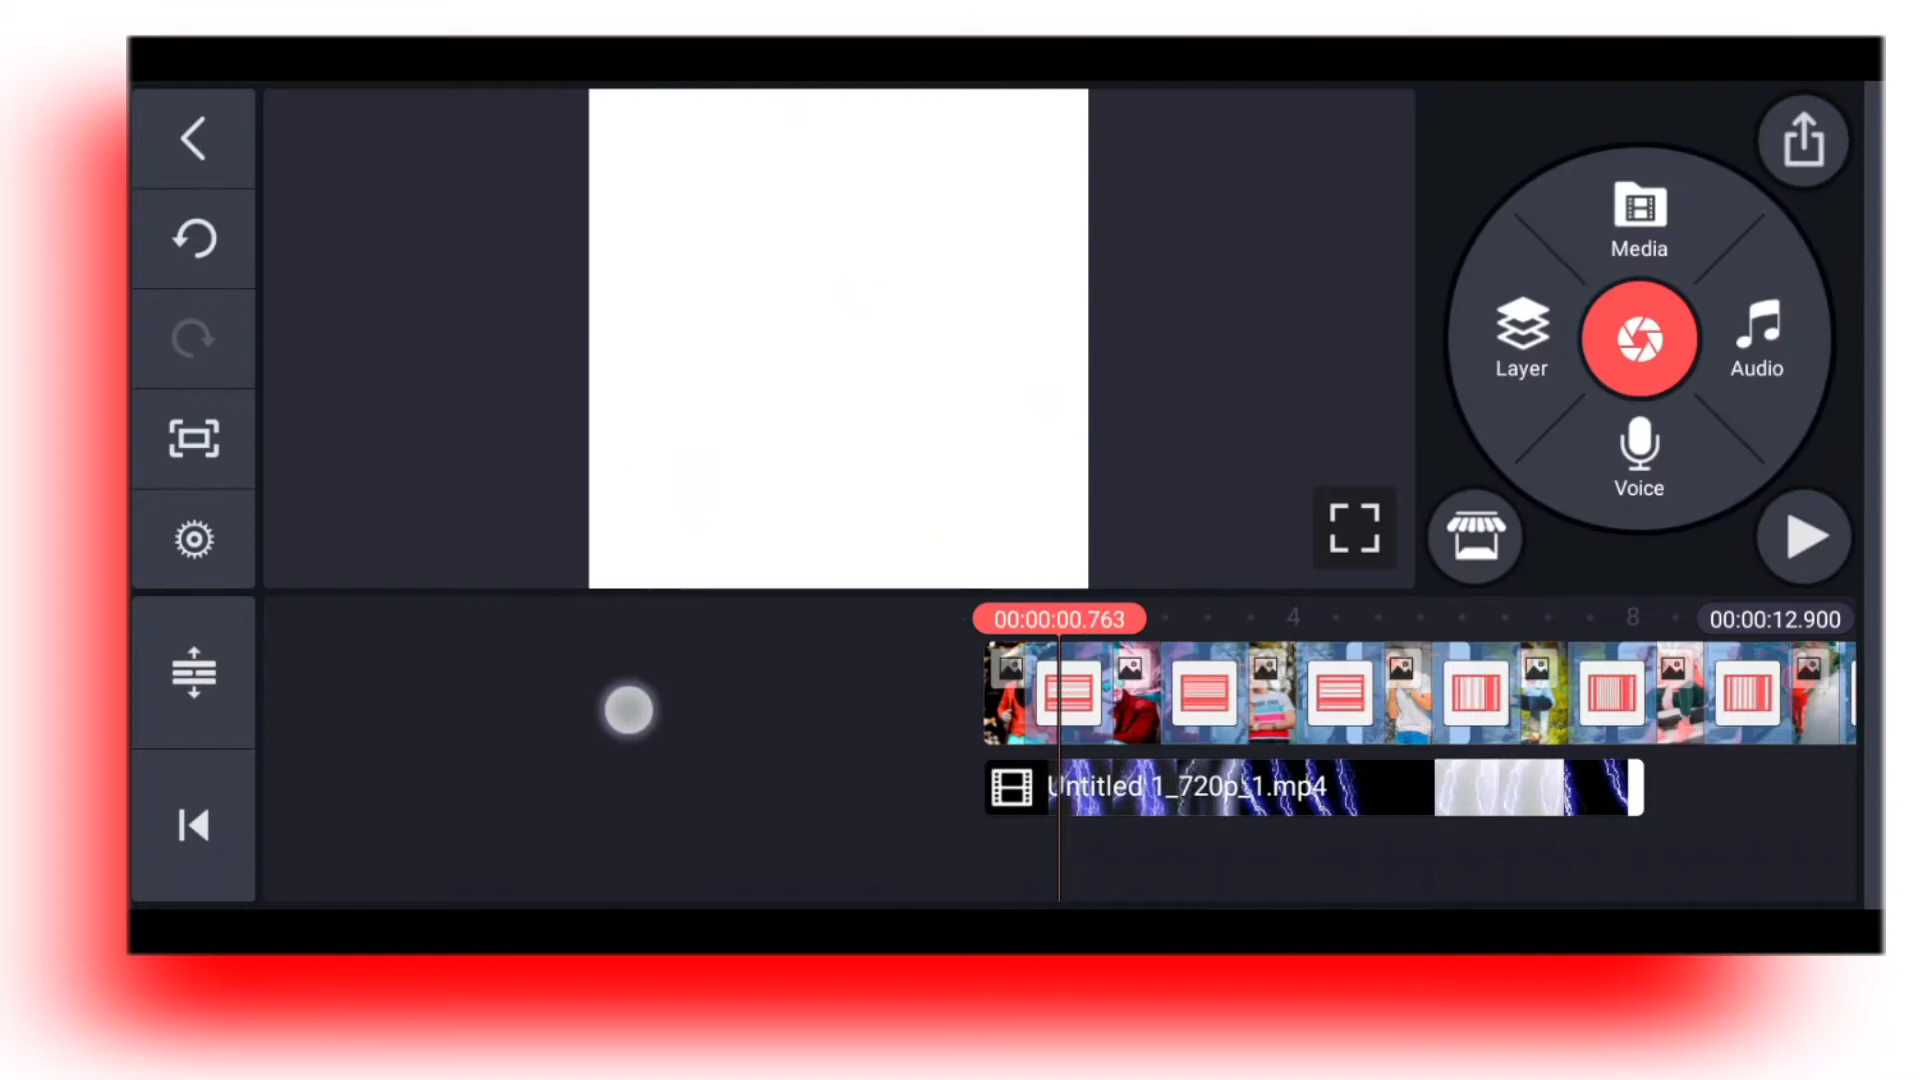 Media
Layer
Audio
Voice
00:00:00.763
4
8
00:00:12.900
Untitled 1_720p_1.mp4